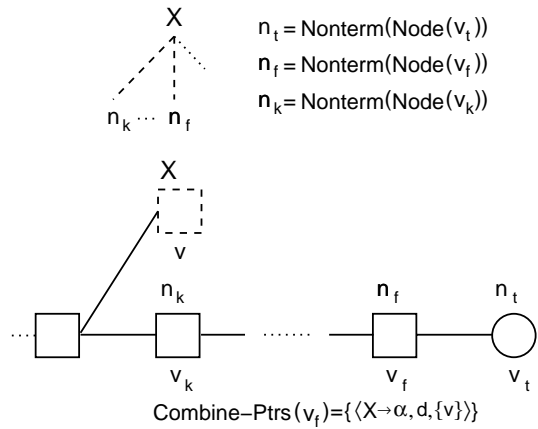 X
n_t = Nonterm(Node(v_t))
n_f = Nonterm(Node(v_f))
n_k = Nonterm(Node(v_k))
n_k ... n_f
X
v
n_k n_f n_t
v_k v_f v_t
Combine-Ptrs(v_f)={⟨X→α, d, {v}⟩}